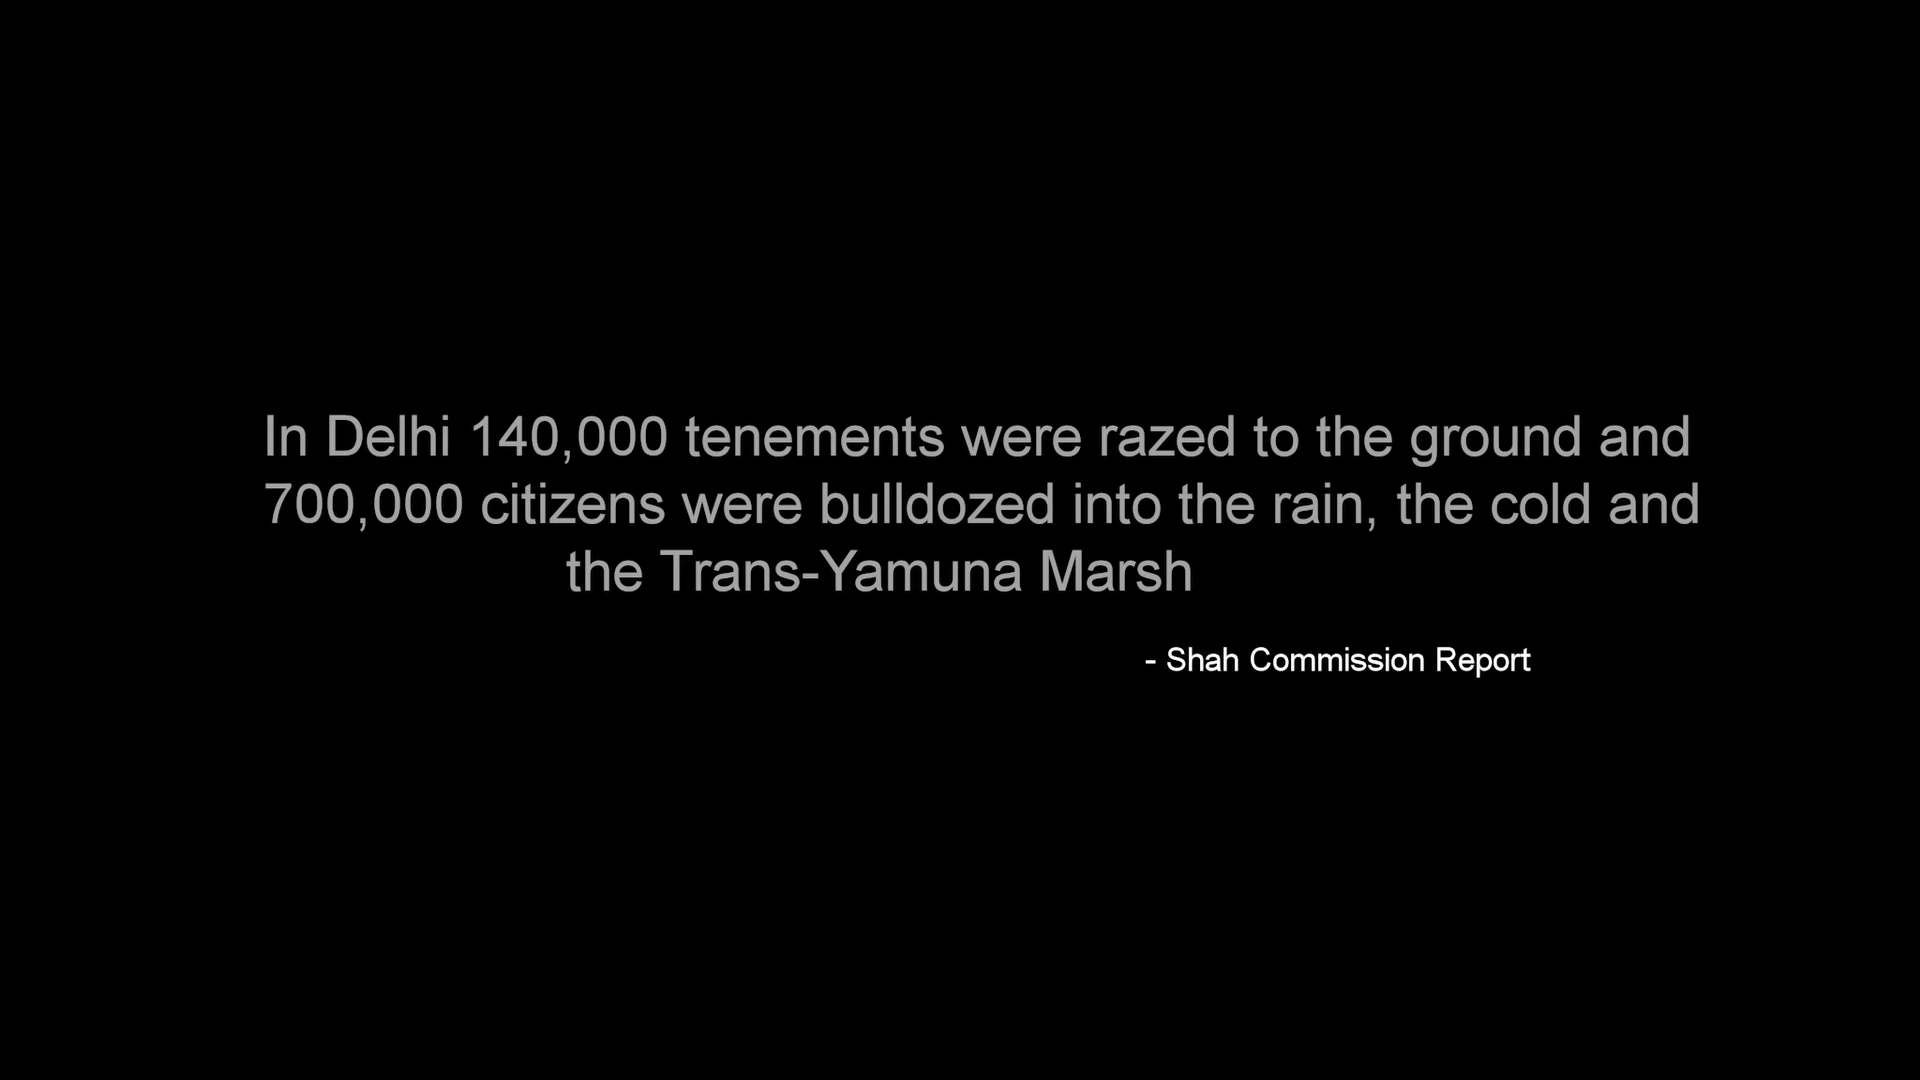 In Delhi 140,000 tenements were razed to the ground and
700,000 citizens were bulldozed into the rain, the cold and
the Trans-Yamuna Marsh
- Shah Commission Report